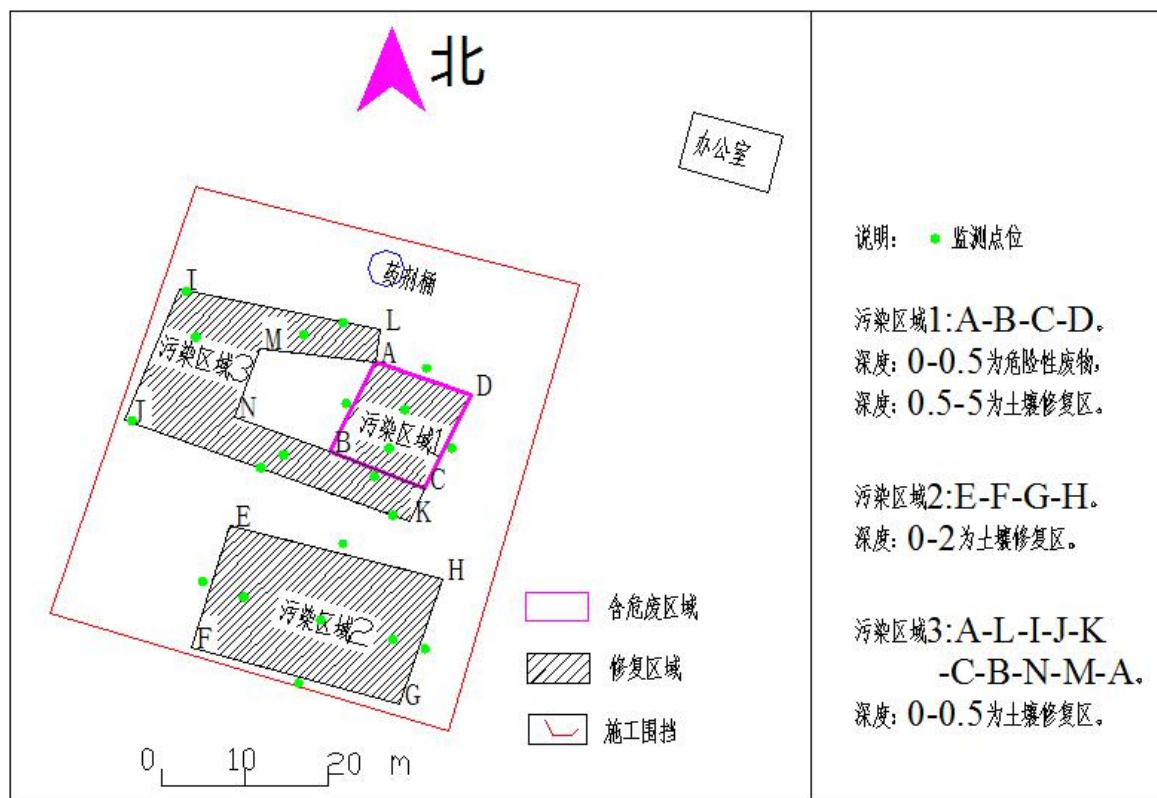 北
办公室
药剂桶
I
L
M
A
D
污染区域3
J
N
B
污染区域1
C
K
E
H
污染区域2
F
G
含危废区域
修复区域
施工围挡
0 10 20 m
说明: 监测点位
污染区域1:A-B-C-D。
深度: 0-0.5为危险性废物,
深度: 0.5-5为土壤修复区。
污染区域2:E-F-G-H。
深度: 0-2为土壤修复区。
污染区域3:A-L-I-J-K
-C-B-N-M-A。
深度: 0-0.5为土壤修复区。